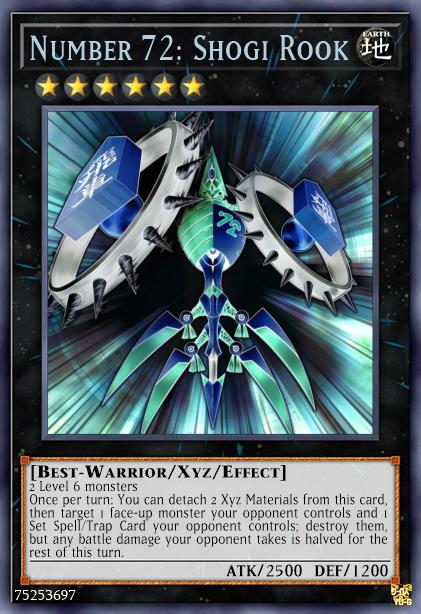 Number 72: Shogi Rook
EARTH
地
72
[Best-Warrior/Xyz/Effect]
2 Level 6 monsters
Once per turn: You can detach 2 Xyz Materials from this card,
then target 1 face-up monster your opponent controls and 1
Set Spell/Trap Card your opponent controls; destroy them,
but any battle damage your opponent takes is halved for the
rest of this turn.
ATK/2500 DEF/1200
75253697